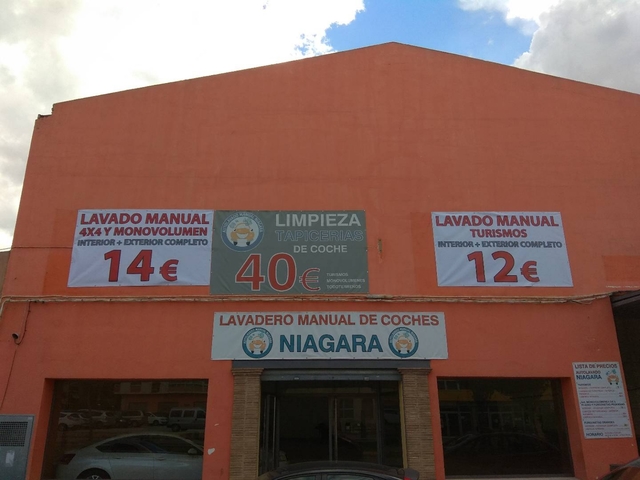 LAVADO MANUAL
4X4 Y MONOVOLUMEN
INTERIOR + EXTERIOR COMPLETO
14€
LIMPIEZA
TAPICERIAS
DE COCHE
40€
LAVADO MANUAL
TURISMOS
INTERIOR + EXTERIOR COMPLETO
12€
LAVADERO MANUAL DE COCHES
NIAGARA
LISTA DE PRECIOS
AUTOLAVADO
NIAGARA